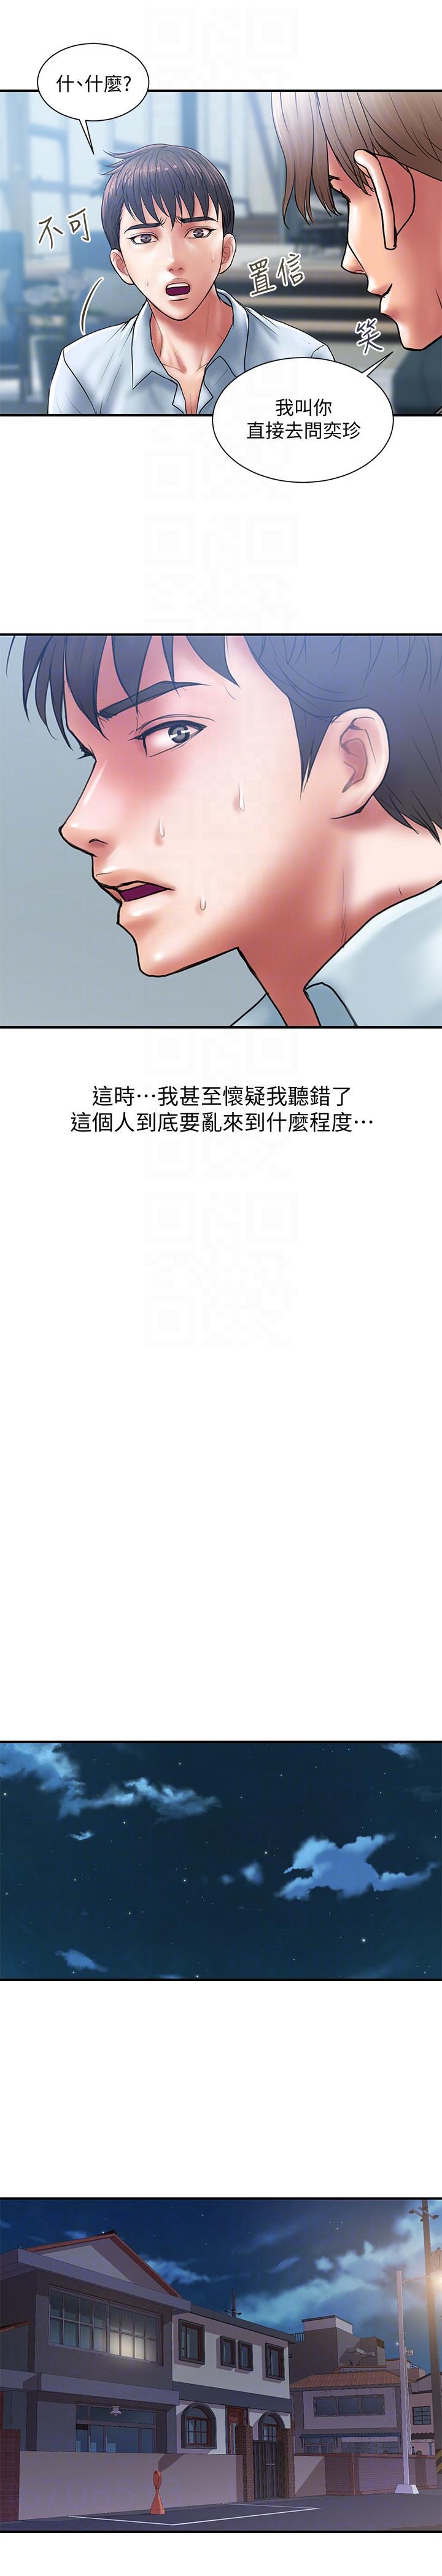 什、什麼?
不可
置信
笑
我叫你
直接去問奕珍
這時⋯我甚至懷疑我聽錯了
這個人到底要亂來到什麼程度⋯